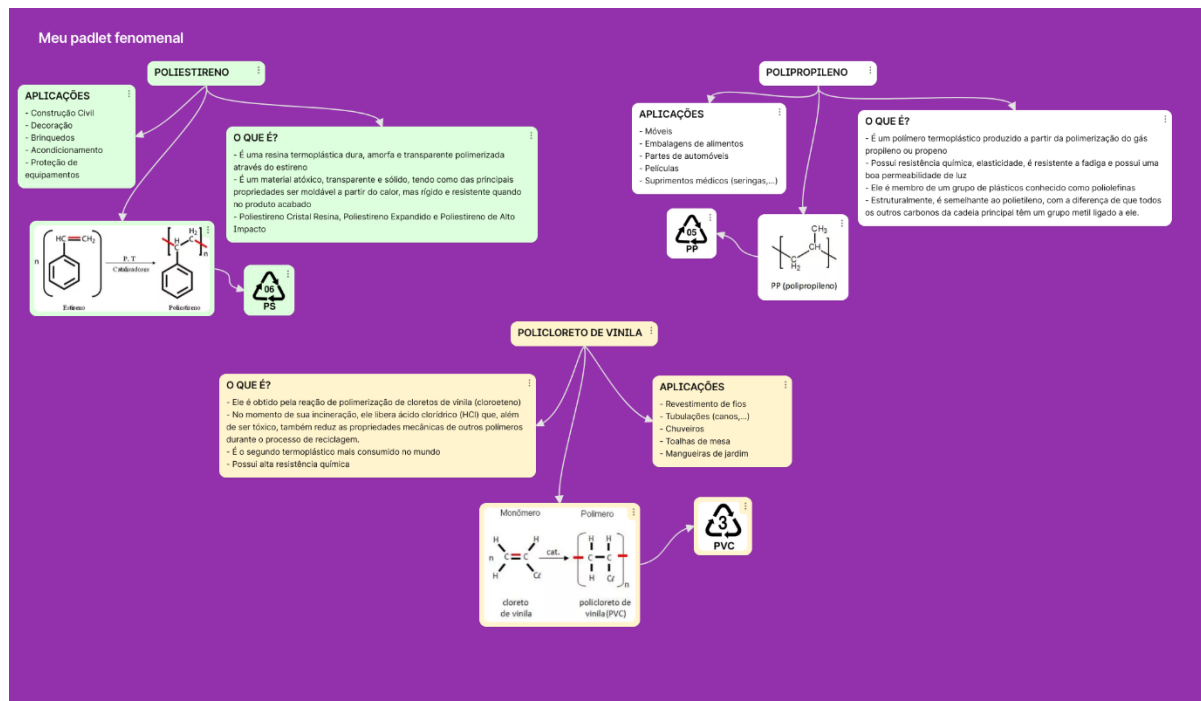 Meu padlet fenomenal
POLIESTIRENO
APLICAÇÕES
- Construção Civil
- Decoração
- Brinquedos
- Acondicionamento
- Proteção de
equipamentos
O QUE É?
- É uma resina termoplástica dura, amorfa e transparente polimerizada
através do estireno
- É um material atóxico, transparente e sólido, tendo como das principais
propriedades ser moldável a partir do calor, mas rígido e resistente quando
no produto acabado
- Poliestireno Cristal Resina, Poliestireno Expandido e Poliestireno de Alto
Impacto
n
HC=CH2
P, T
Catalizadores
H
C
H2
C
n
Estireno
Poliestireno
06
PS
POLIPROPILENO
APLICAÇÕES
- Móveis
- Embalagens de alimentos
- Partes de automóveis
- Películas
- Suprimentos médicos (seringas,...)
O QUE É?
- É um polímero termoplástico produzido a partir da polimerização do gás
propileno ou propeno
- Possui resistência química, elasticidade, é resistente a fadiga e possui uma
boa permeabilidade de luz
- Ele é membro de um grupo de plásticos conhecido como poliolefinas
- Estruturalmente, é semelhante ao polietileno, com a diferença de que todos
os outros carbonos da cadeia principal têm um grupo metil ligado a ele.
05
PP
CH3
CH
C
H2
PP (polipropileno)
POLICLORETO DE VINILA
O QUE É?
- Ele é obtido pela reação de polimerização de cloretos de vinila (cloroeteno)
- No momento de sua incineração, ele libera ácido clorídrico (HCl) que, além
de ser tóxico, também reduz as propriedades mecânicas de outros polímeros
durante o processo de reciclagem.
- É o segundo termoplástico mais consumido no mundo
- Possui alta resistência química
APLICAÇÕES
- Revestimento de fios
- Tubulações (canos,...)
- Chuveiros
- Toalhas de mesa
- Mangueiras de jardim
Monômero
Polímero
H H
n C=C
H Cℓ
cat.
H H
C C
H Cℓ
n
cloreto
de vinila
policloreto de
vinila(PVC)
3
PVC